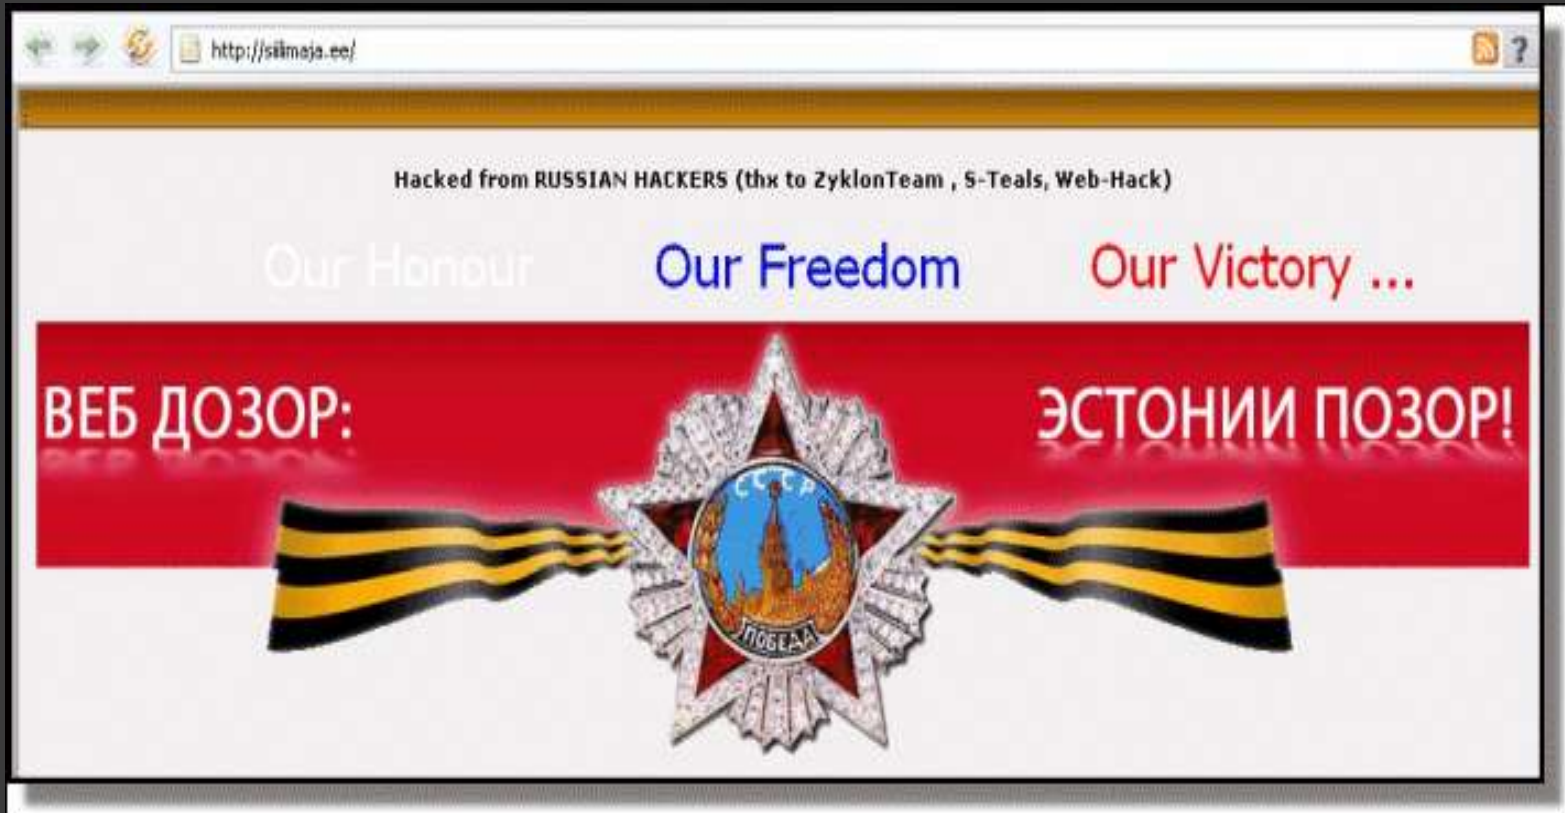 http://siilimaja.ee/
?
Hacked from RUSSIAN HACKERS (thx to ZyklonTeam , S-Teals, Web-Hack)
Our Honour Our Freedom Our Victory ...
ВЕБ ДОЗОР: ЭСТОНИИ ПОЗОР!
СССР
ПОБЕДА